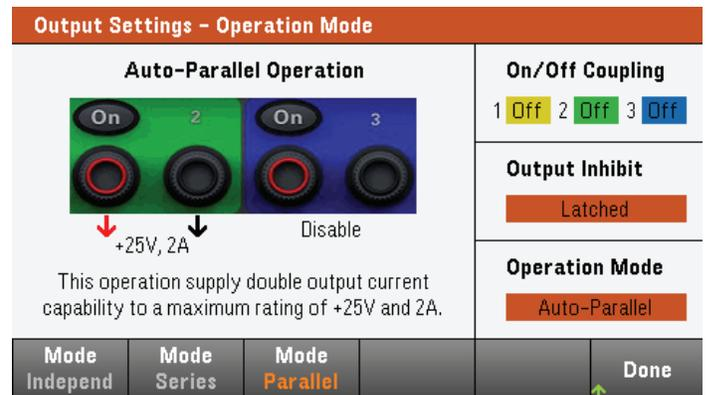 Output Settings - Operation Mode
Auto-Parallel Operation
On 2 On 3
+25V, 2A
Disable
This operation supply double output current
capability to a maximum rating of +25V and 2A.
On/Off Coupling
1 Off 2 Off 3 Off
Output Inhibit
Latched
Operation Mode
Auto-Parallel
Mode
Independ
Mode
Series
Mode
Parallel
Done